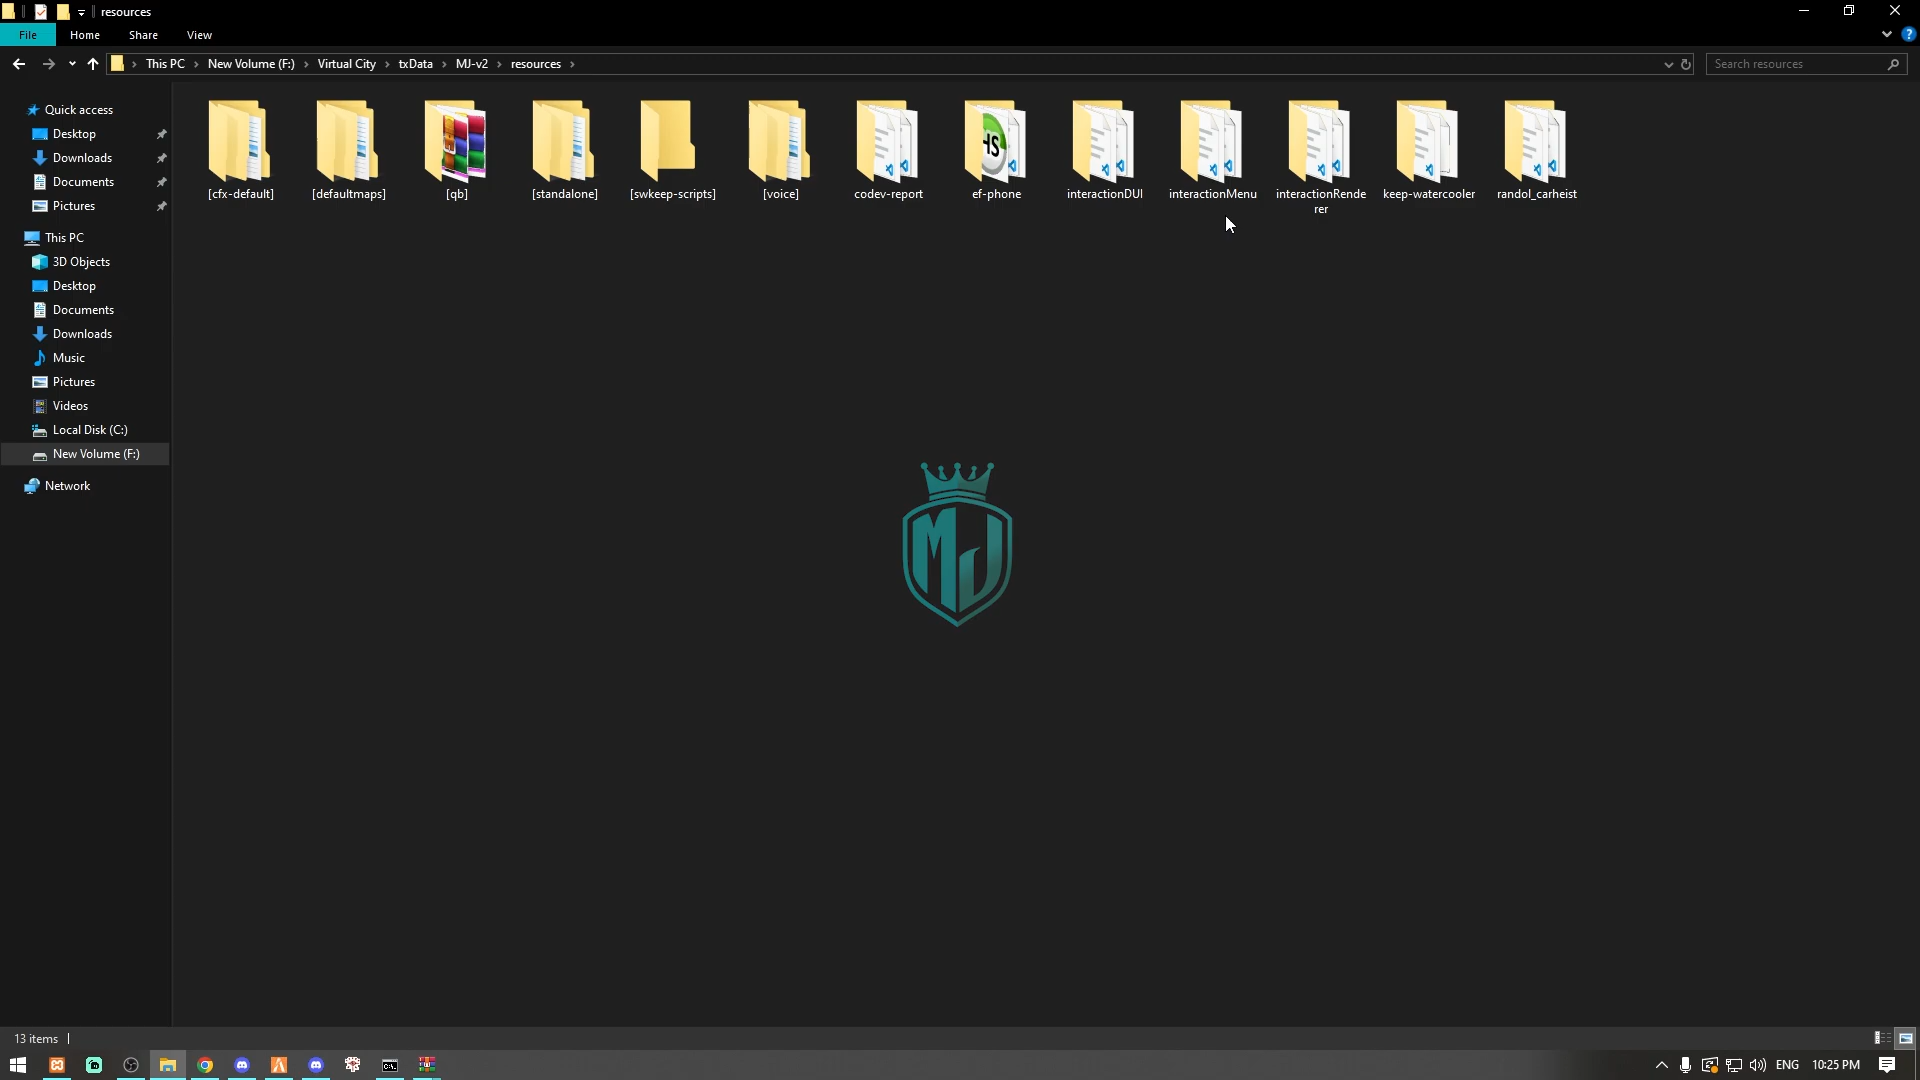 resources
File
Home
Share
View
This PC
New Volume (F:)
Virtual City
txData
MJ-v2
resources
Search resources
Quick access
Desktop
Downloads
Documents
Pictures
This PC
3D Objects
Desktop
Documents
Downloads
Music
Pictures
Videos
Local Disk (C:)
New Volume (F:)
Network
[cfx-default]
[defaultmaps]
[qb]
[standalone]
[swkeep-scripts]
[voice]
codev-report
ef-phone
interactionDUI
interactionMenu
interactionRende
rer
keep-watercooler
randol_carheist
HS
MJ
13 items
ENG
10:25 PM